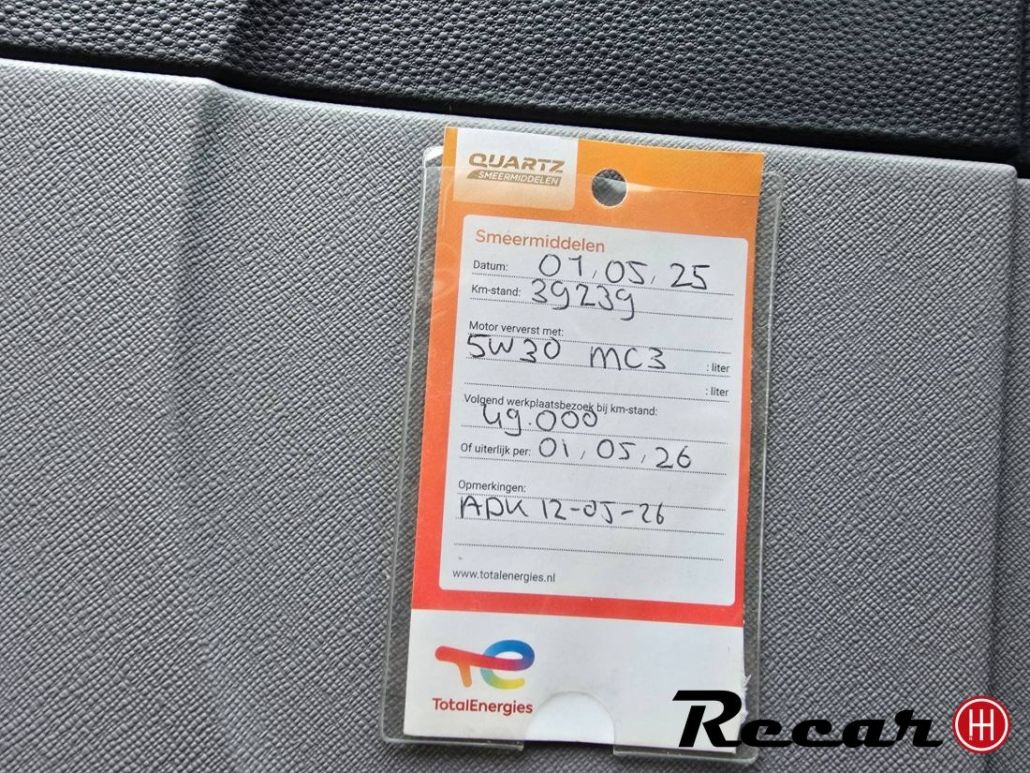 QUARTZ
SMEERMIDDELEN
Smeermiddelen
Datum: 01,05,25
Km-stand: 39239
Motor ververst met:
5W30 MC3 : liter
: liter
Volgend werkplaatsbezoek bij km-stand:
49.000
Of uiterlijk per: 01,05,26
Opmerkingen:
APK 12-05-26
www.totalenergies.nl
TotalEnergies
Recar